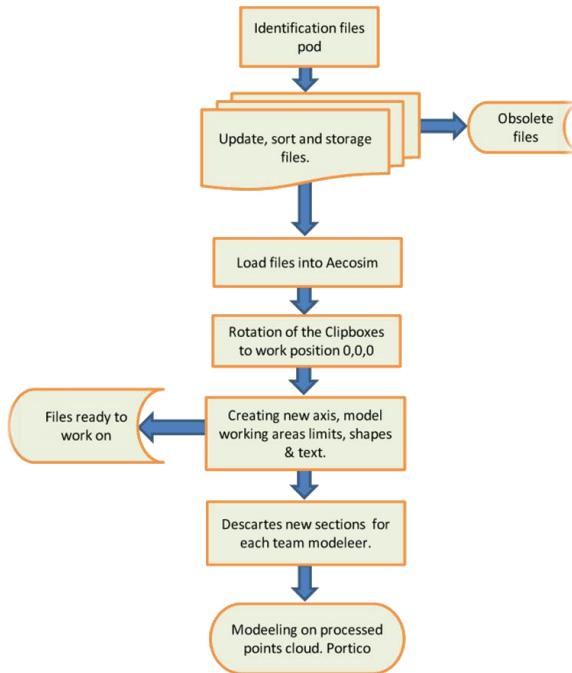 Identification files
pod
Update, sort and storage
files.
Obsolete
files
Load files into Aecosim
Rotation of the Clipboxes
to work position 0,0,0
Files ready to
work on
Creating new axis, model
working areas limits, shapes
& text.
Descartes new sections for
each team modeleer.
Modeeling on processed
points cloud. Portico